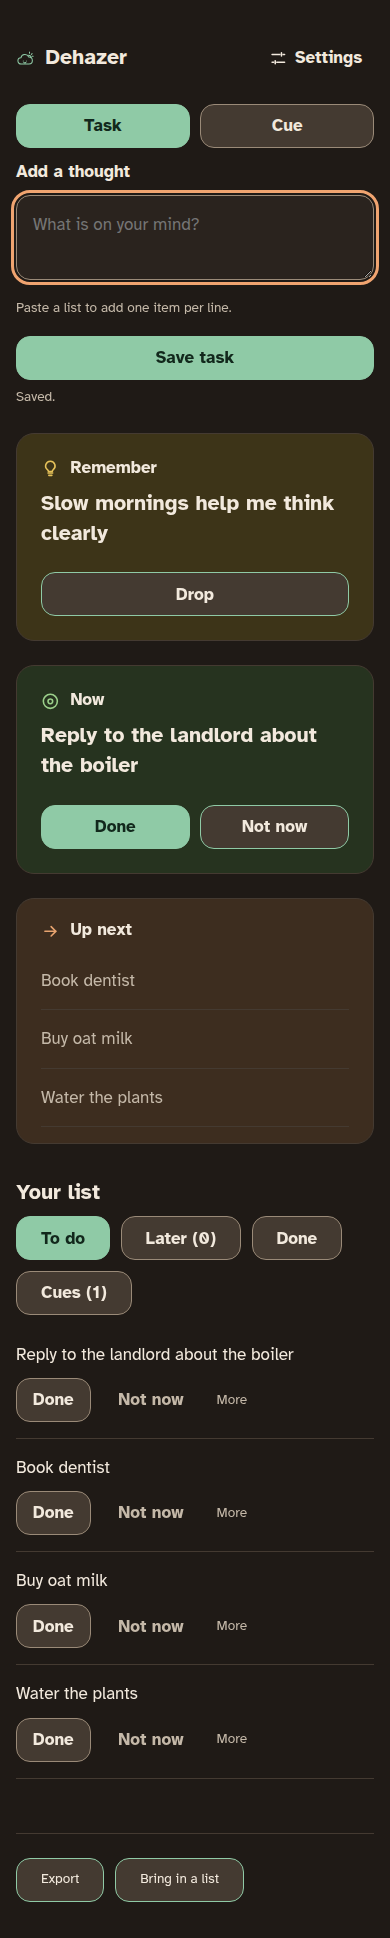 Dehazer
Settings
Task
Cue
Add a thought
What is on your mind?
Paste a list to add one item per line.
Save task
Saved.
Remember
Slow mornings help me think
clearly
Drop
Now
Reply to the landlord about
the boiler
Done
Not now
Up next
Book dentist
Buy oat milk
Water the plants
Your list
To do
Later (0)
Done
Cues (1)
Reply to the landlord about the boiler
Done
Not now
More
Book dentist
Done
Not now
More
Buy oat milk
Done
Not now
More
Water the plants
Done
Not now
More
Export
Bring in a list